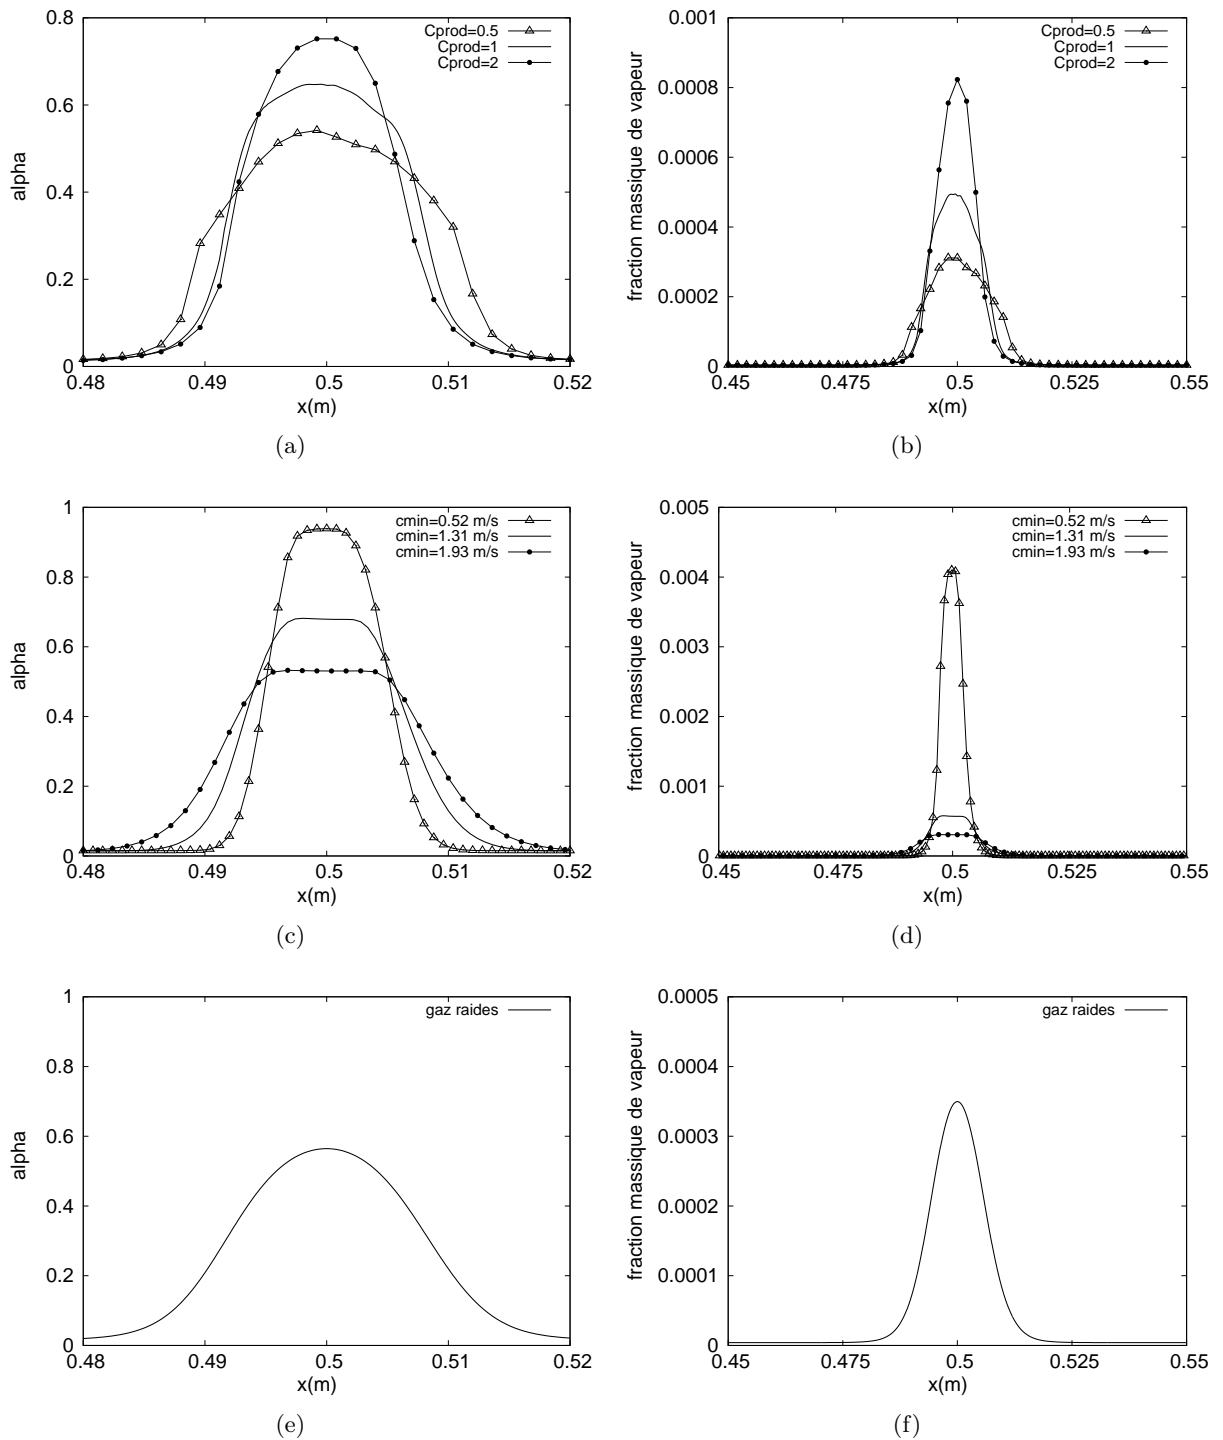 0.8
0.6
0.4
0.2
0
alpha
Cprod=0.5
Cprod=1
Cprod=2
0.48 0.49 0.5 0.51 0.52
x(m)
(a)
0.001
0.0008
0.0006
0.0004
0.0002
0
fraction massique de vapeur
Cprod=0.5
Cprod=1
Cprod=2
0.45 0.475 0.5 0.525 0.55
x(m)
(b)
1
0.8
0.6
0.4
0.2
0
alpha
cmin=0.52 m/s
cmin=1.31 m/s
cmin=1.93 m/s
0.48 0.49 0.5 0.51 0.52
x(m)
(c)
0.005
0.004
0.003
0.002
0.001
0
fraction massique de vapeur
cmin=0.52 m/s
cmin=1.31 m/s
cmin=1.93 m/s
0.45 0.475 0.5 0.525 0.55
x(m)
(d)
1
0.8
0.6
0.4
0.2
0
alpha
gaz raides
0.48 0.49 0.5 0.51 0.52
x(m)
(e)
0.0005
0.0004
0.0003
0.0002
0.0001
0
fraction massique de vapeur
gaz raides
0.45 0.475 0.5 0.525 0.55
x(m)
(f)